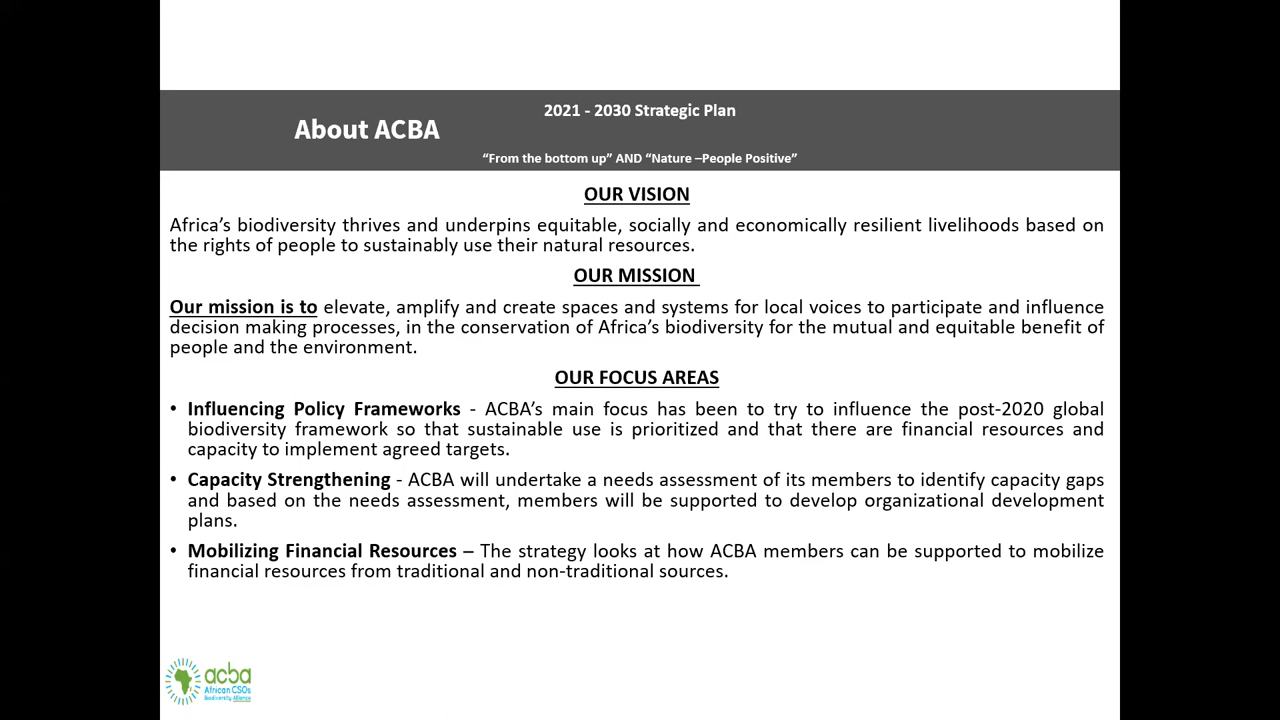 2021 - 2030 Strategic Plan
About ACBA
“From the bottom up” AND “Nature –People Positive”
OUR VISION
Africa’s biodiversity thrives and underpins equitable, socially and economically resilient livelihoods based on
the rights of people to sustainably use their natural resources.
OUR MISSION
Our mission is to elevate, amplify and create spaces and systems for local voices to participate and influence
decision making processes, in the conservation of Africa’s biodiversity for the mutual and equitable benefit of
people and the environment.
OUR FOCUS AREAS
• Influencing Policy Frameworks - ACBA’s main focus has been to try to influence the post-2020 global
biodiversity framework so that sustainable use is prioritized and that there are financial resources and
capacity to implement agreed targets.
• Capacity Strengthening - ACBA will undertake a needs assessment of its members to identify capacity gaps
and based on the needs assessment, members will be supported to develop organizational development
plans.
• Mobilizing Financial Resources – The strategy looks at how ACBA members can be supported to mobilize
financial resources from traditional and non-traditional sources.
acba
African CSOs
Biodiversity Alliance